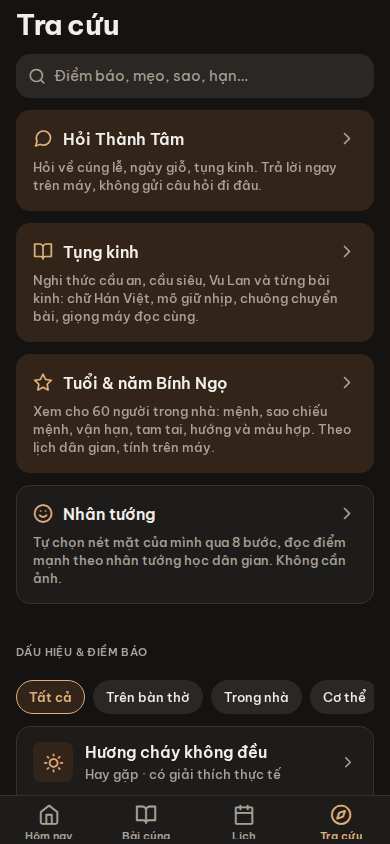 Tra cứu
Điềm báo, mẹo, sao, hạn...
Hỏi Thành Tâm
Hỏi về cúng lễ, ngày giỗ, tụng kinh. Trả lời ngay
trên máy, không gửi câu hỏi đi đâu.
Tụng kinh
Nghi thức cầu an, cầu siêu, Vu Lan và từng bài
kinh: chữ Hán Việt, mõ giữ nhịp, chuông chuyển
bài, giọng máy đọc cùng.
Tuổi & năm Bính Ngọ
Xem cho 60 người trong nhà: mệnh, sao chiếu
mệnh, vận hạn, tam tai, hướng và màu hợp. Theo
lịch dân gian, tính trên máy.
Nhân tướng
Tự chọn nét mặt của mình qua 8 bước, đọc điểm
mạnh theo nhân tướng học dân gian. Không cần
ảnh.
DẤU HIỆU & ĐIỀM BÁO
Tất cả
Trên bàn thờ
Trong nhà
Cơ thể
Hương cháy không đều
Hay gặp · có giải thích thực tế
Hôm nay
Bài cúng
Lịch
Tra cứu